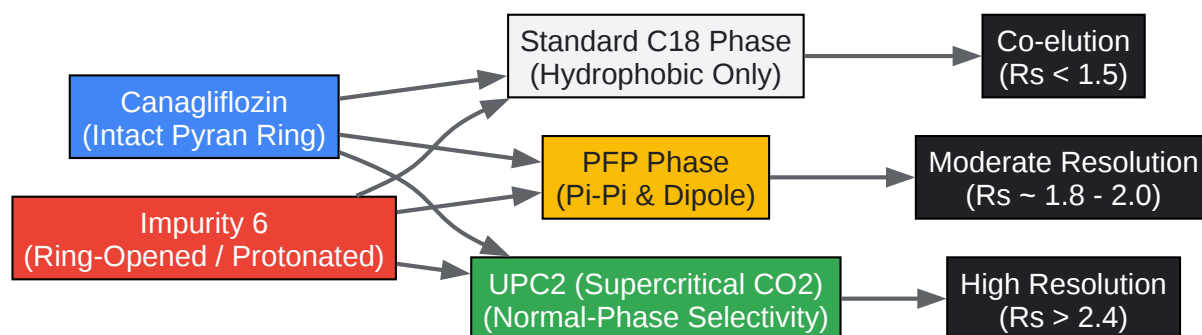 Canagliflozin
(Intact Pyran Ring)
Impurity 6
(Ring-Opened / Protonated)
Standard C18 Phase
(Hydrophobic Only)
PFP Phase
(Pi-Pi & Dipole)
UPC2 (Supercritical CO2)
(Normal-Phase Selectivity)
Co-elution
(Rs < 1.5)
Moderate Resolution
(Rs ~ 1.8 - 2.0)
High Resolution
(Rs > 2.4)